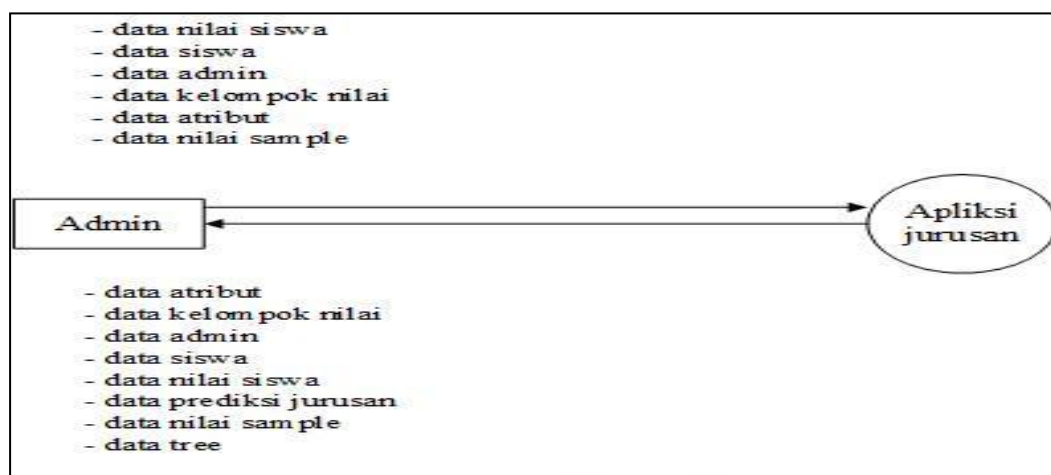 - data nilai siswa
- data siswa
- data admin
- data kelompok nilai
- data atribut
- data nilai sample
Admin
Apliksi
jurusan
- data atribut
- data kelompok nilai
- data admin
- data siswa
- data nilai siswa
- data prediksi jurusan
- data nilai sample
- data tree